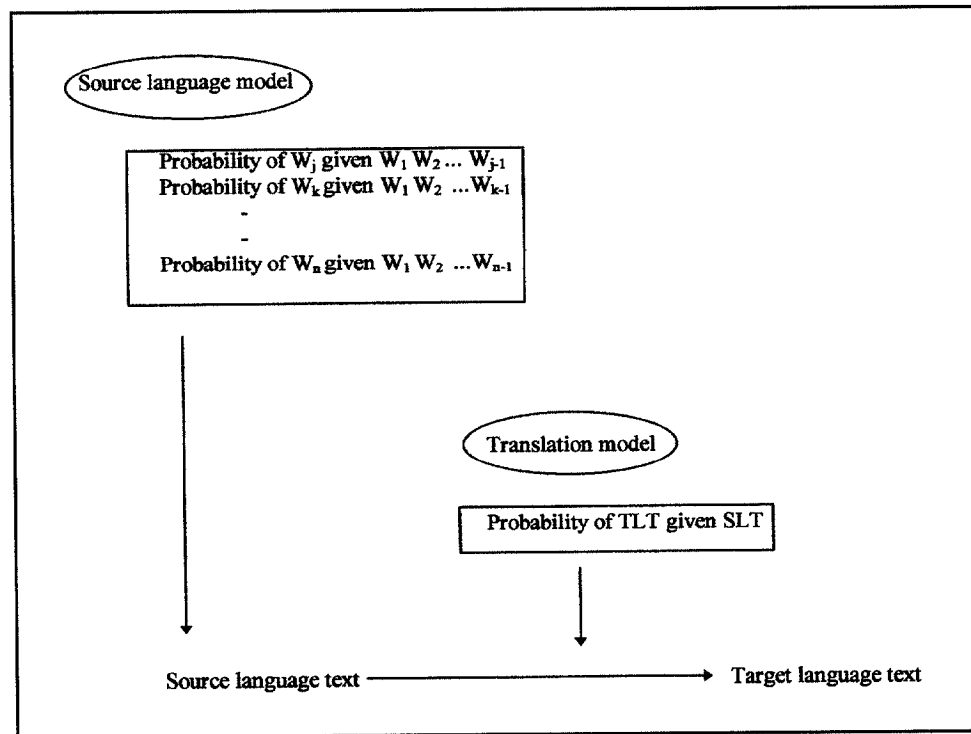 Source language model
Probability of Wj given W1 W2 ... Wj-1
Probability of Wk given W1 W2 ...Wk-1
-
-
Probability of Wn given W1 W2 ...Wn-1
Translation model
Probability of TLT given SLT
Source language text
Target language text